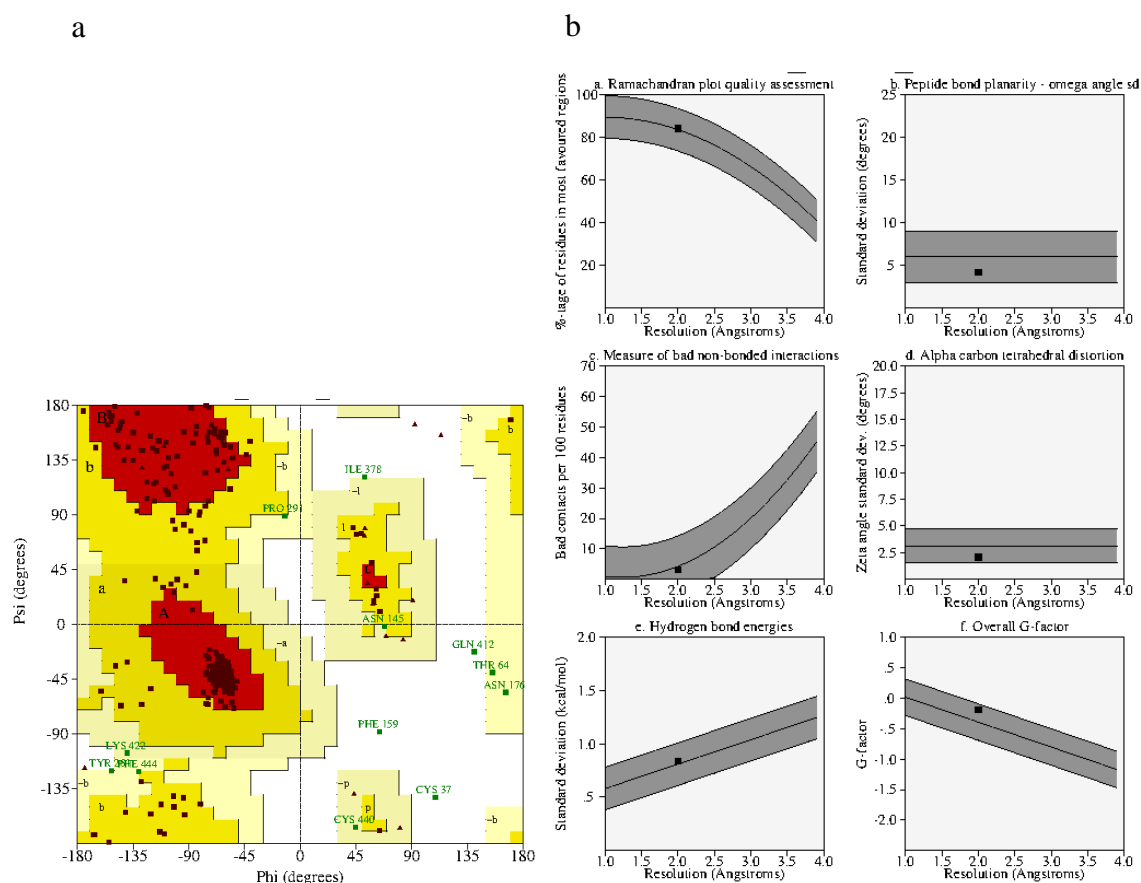 a
180
135
90
45
0
-45
-90
-135
-180
-135
-90
-45
0
45
90
135
180
Psi (degrees)
Phi (degrees)
B
~b
b
b
ILE 378
~b
~l
PRO 291
l
L
a
A
ASN 145
~a
GLN 412
THR 64
ASN 176
PHE 159
LYS 422
PHE 444
~b
~p
CYS 37
b
p
CYS 440
~b
b
a. Ramachandran plot quality assessment
100
80
60
40
20
%-tage of residues in most favoured regions
1.0 1.5 2.0 2.5 3.0 3.5 4.0
Resolution (Angstroms)
b. Peptide bond planarity - omega angle sd
25
20
15
10
5
Standard deviation (degrees)
1.0 1.5 2.0 2.5 3.0 3.5 4.0
Resolution (Angstroms)
c. Measure of bad non-bonded interactions
70
60
50
40
30
20
10
Bad contacts per 100 residues
1.0 1.5 2.0 2.5 3.0 3.5 4.0
Resolution (Angstroms)
d. Alpha carbon tetrahedral distortion
20.0
17.5
15.0
12.5
10.0
7.5
5.0
2.5
Zeta angle standard dev. (degrees)
1.0 1.5 2.0 2.5 3.0 3.5 4.0
Resolution (Angstroms)
e. Hydrogen bond energies
2.0
1.5
1.0
.5
Standard deviation (kcal/mol)
1.0 1.5 2.0 2.5 3.0 3.5 4.0
Resolution (Angstroms)
f. Overall G-factor
1.0
.5
.0
-.5
-1.0
-1.5
-2.0
G-factor
1.0 1.5 2.0 2.5 3.0 3.5 4.0
Resolution (Angstroms)